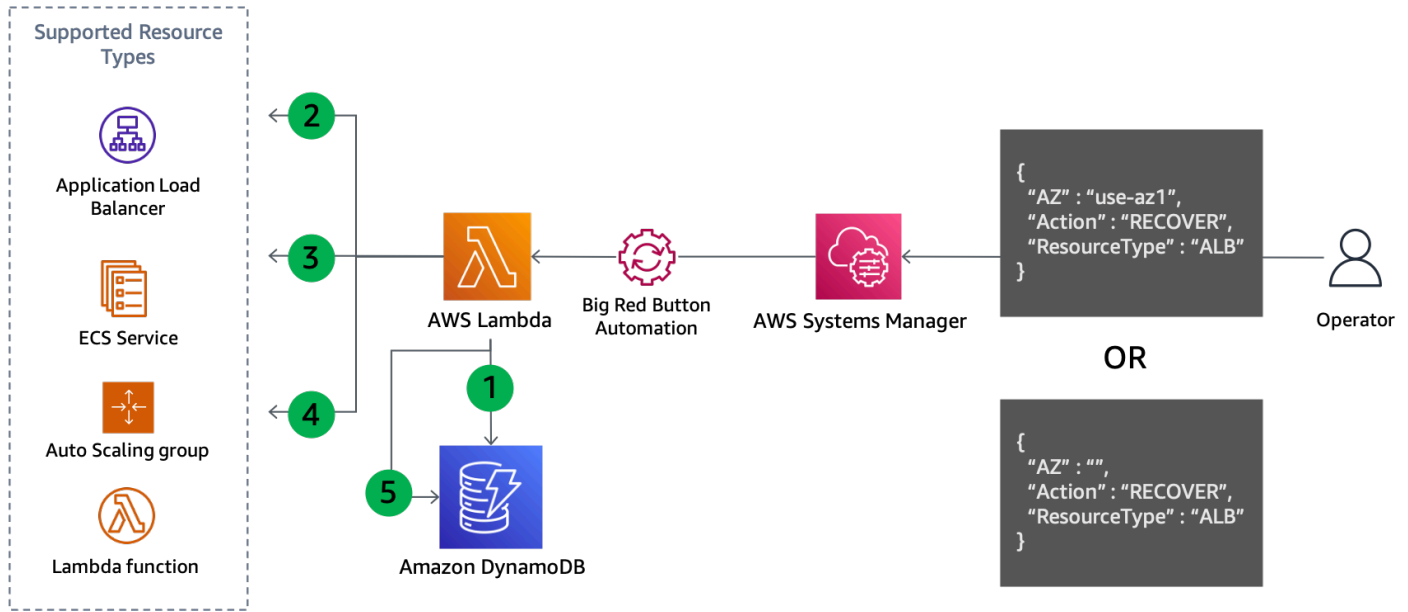 Supported Resource
Types
Application Load
Balancer
ECS Service
Auto Scaling group
Lambda function
2
3
4
AWS Lambda
1
5
Amazon DynamoDB
Big Red Button
Automation
AWS Systems Manager
{
“AZ” : “use-az1”,
“Action” : “RECOVER”,
“ResourceType” : “ALB”
}
OR
{
“AZ” : “”,
“Action” : “RECOVER”,
“ResourceType” : “ALB”
}
Operator